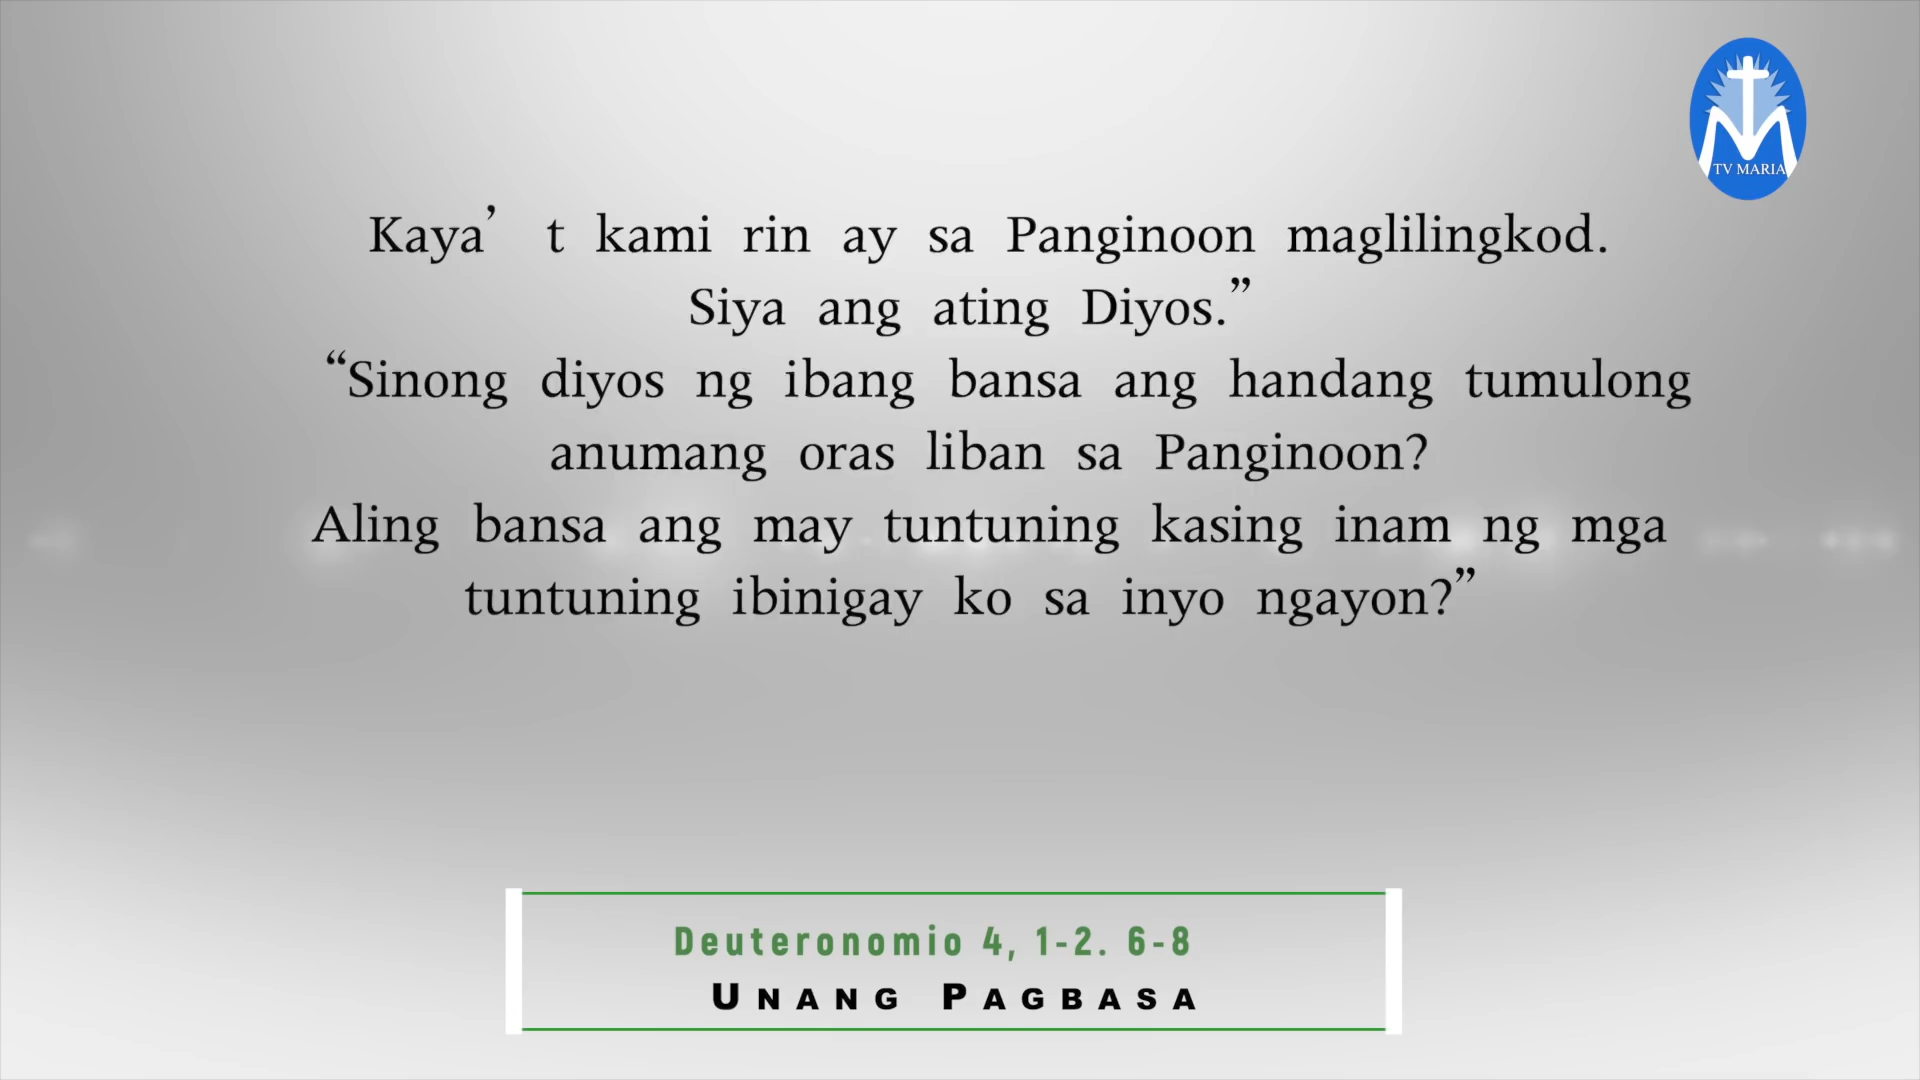 TV MARIA
Kaya’ t kami rin ay sa Panginoon maglilingkod.
Siya ang ating Diyos.”
“Sinong diyos ng ibang bansa ang handang tumulong
anumang oras liban sa Panginoon?
Aling bansa ang may tuntuning kasing inam ng mga
tuntuning ibinigay ko sa inyo ngayon?”
Deuteronomio 4, 1-2. 6-8
UNANG PAGBASA